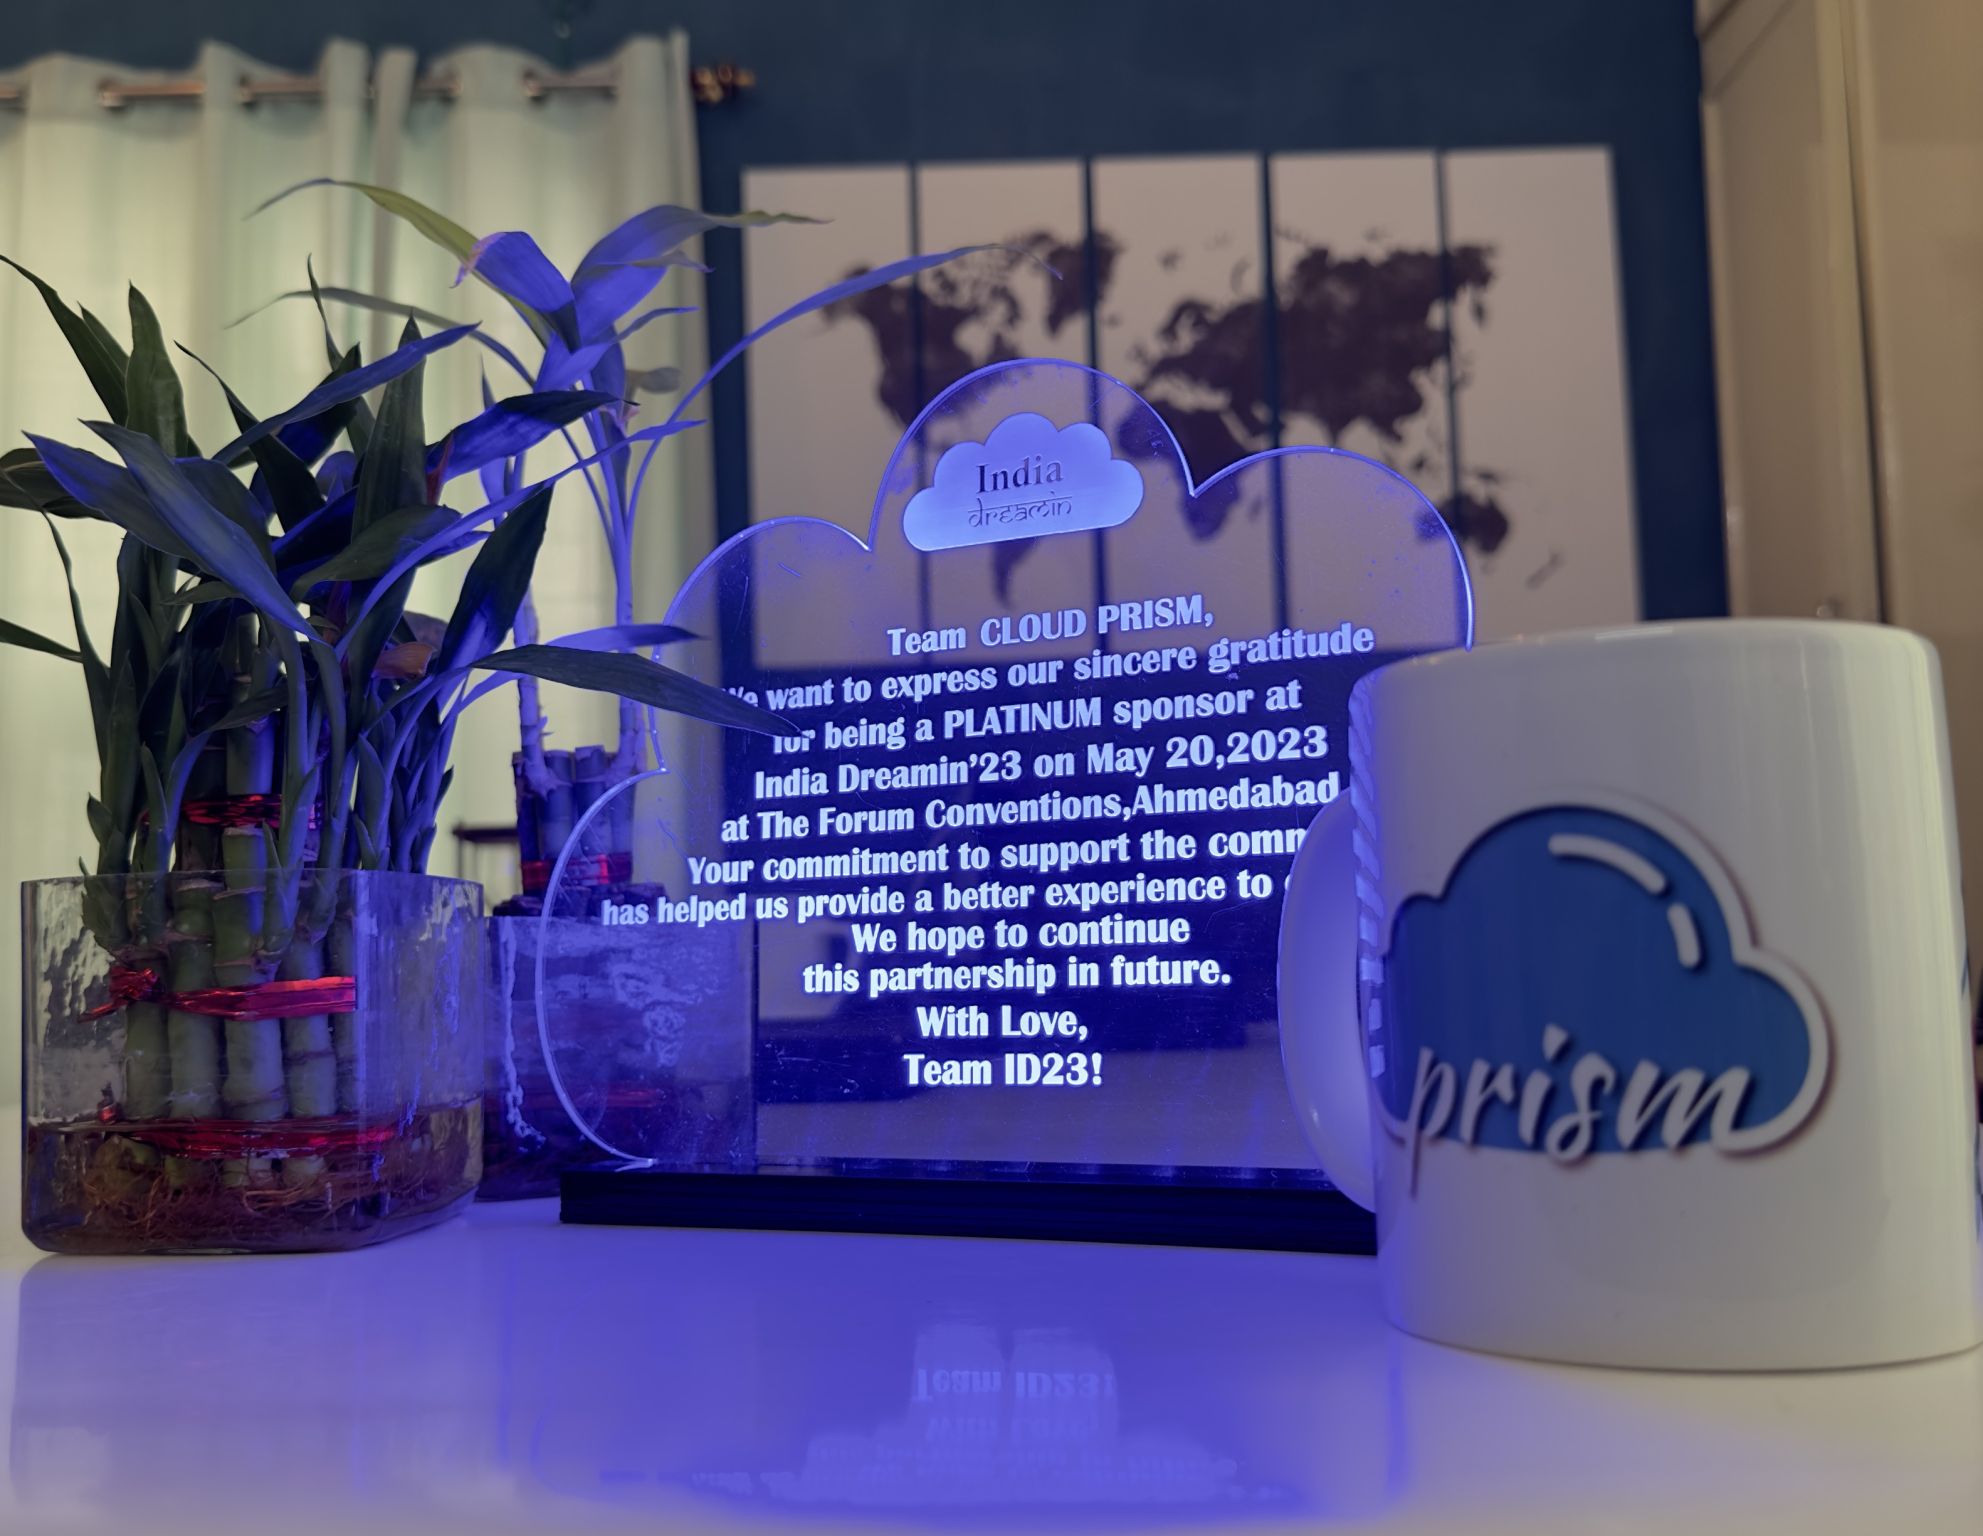 India
dreamin
Team CLOUD PRISM,
We want to express our sincere gratitude
for being a PLATINUM sponsor at
India Dreamin'23 on May 20,2023
at The Forum Conventions,Ahmedabad
Your commitment to support the
has helped us provide a better experience to
We hope to continue
this partnership in future.
With Love,
Team ID23!
prism